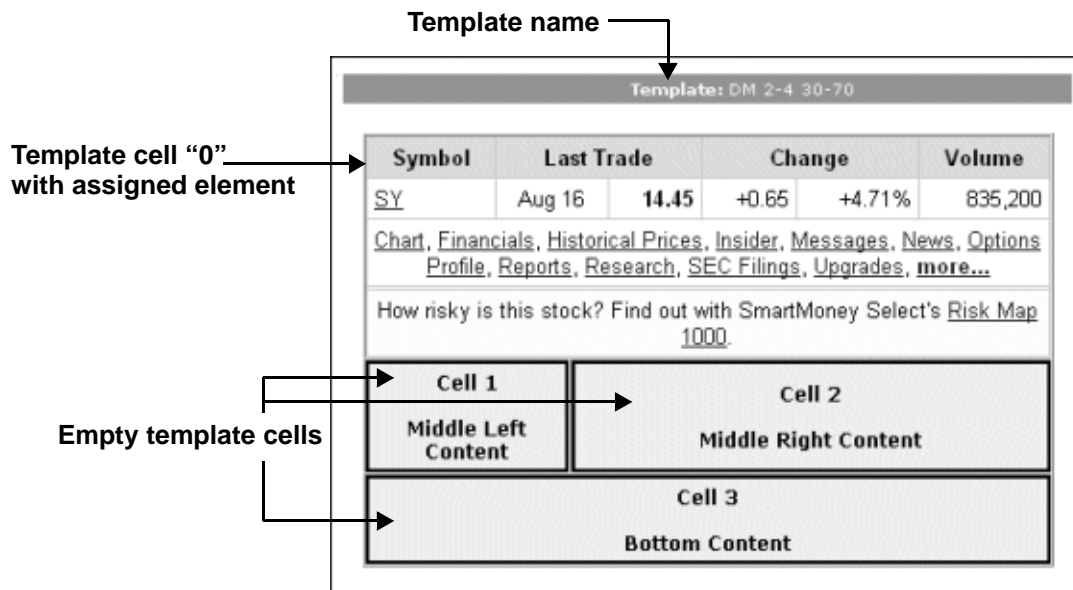 Template name
Template: DM 2-4 30-70
Template cell “0”
with assigned element
Symbol Last Trade Change Volume
SY Aug 16 14.45 +0.65 +4.71% 835,200
Chart, Financials, Historical Prices, Insider, Messages, News, Options
Profile, Reports, Research, SEC Filings, Upgrades, more...
How risky is this stock? Find out with SmartMoney Select's Risk Map
1000.
Empty template cells
Cell 1
Middle Left
Content
Cell 2
Middle Right Content
Cell 3
Bottom Content